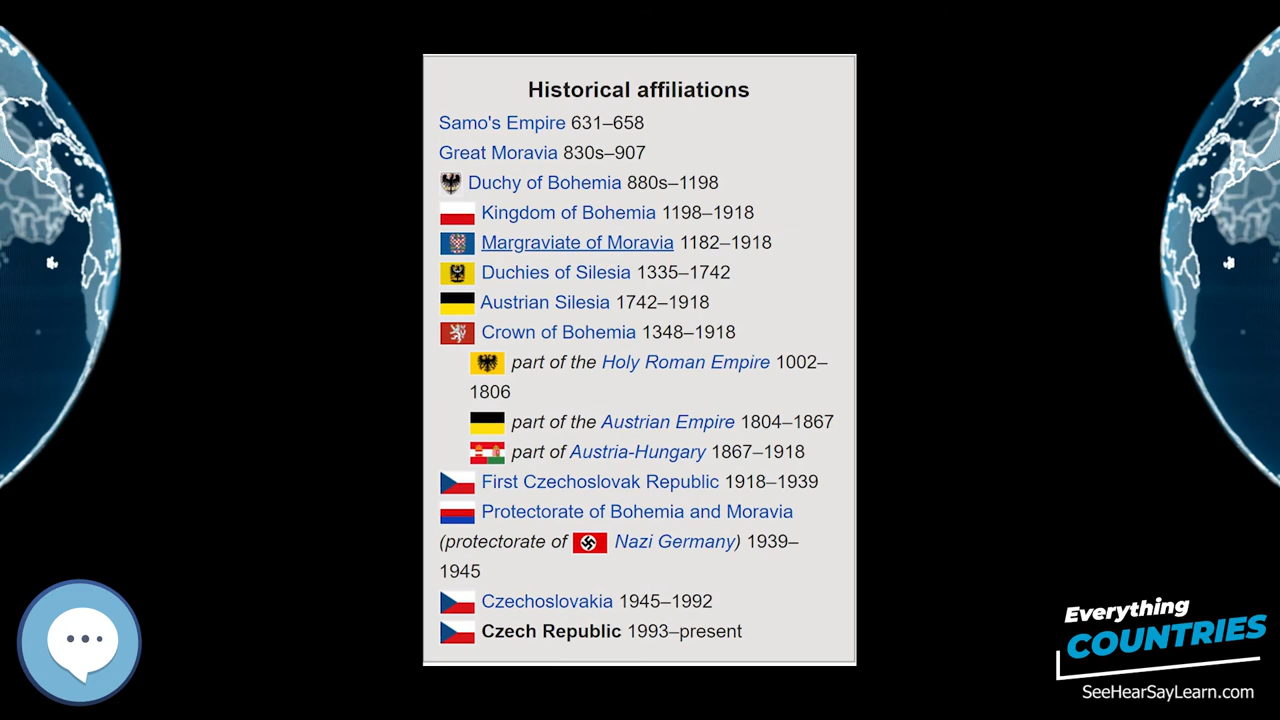 Historical affiliations
Samo's Empire 631–658
Great Moravia 830s–907
Duchy of Bohemia 880s–1198
Kingdom of Bohemia 1198–1918
Margraviate of Moravia 1182–1918
Duchies of Silesia 1335–1742
Austrian Silesia 1742–1918
Crown of Bohemia 1348–1918
part of the Holy Roman Empire 1002–
1806
part of the Austrian Empire 1804–1867
part of Austria-Hungary 1867–1918
First Czechoslovak Republic 1918–1939
Protectorate of Bohemia and Moravia
(protectorate of Nazi Germany) 1939–
1945
Czechoslovakia 1945–1992
Czech Republic 1993–present
Everything
COUNTRIES
SeeHearSayLearn.com